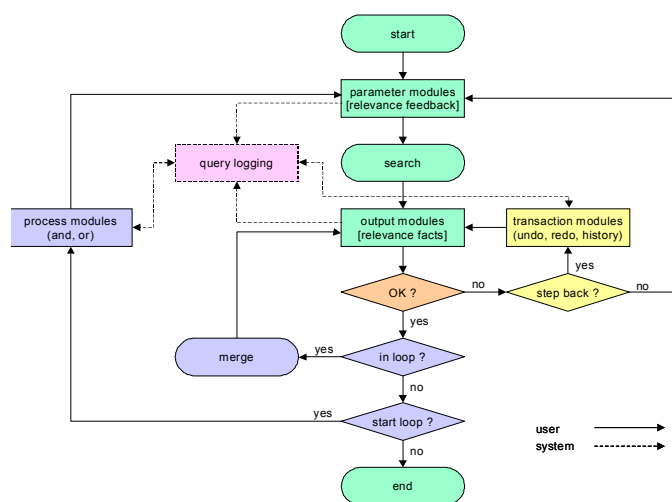 start
parameter modules
[relevance feedback]
query logging
search
process modules
(and, or)
output modules
[relevance facts]
transaction modules
(undo, redo, history)
yes
OK ?
no
step back ?
no
yes
merge
yes
in loop ?
no
yes
start loop ?
user
system
no
end